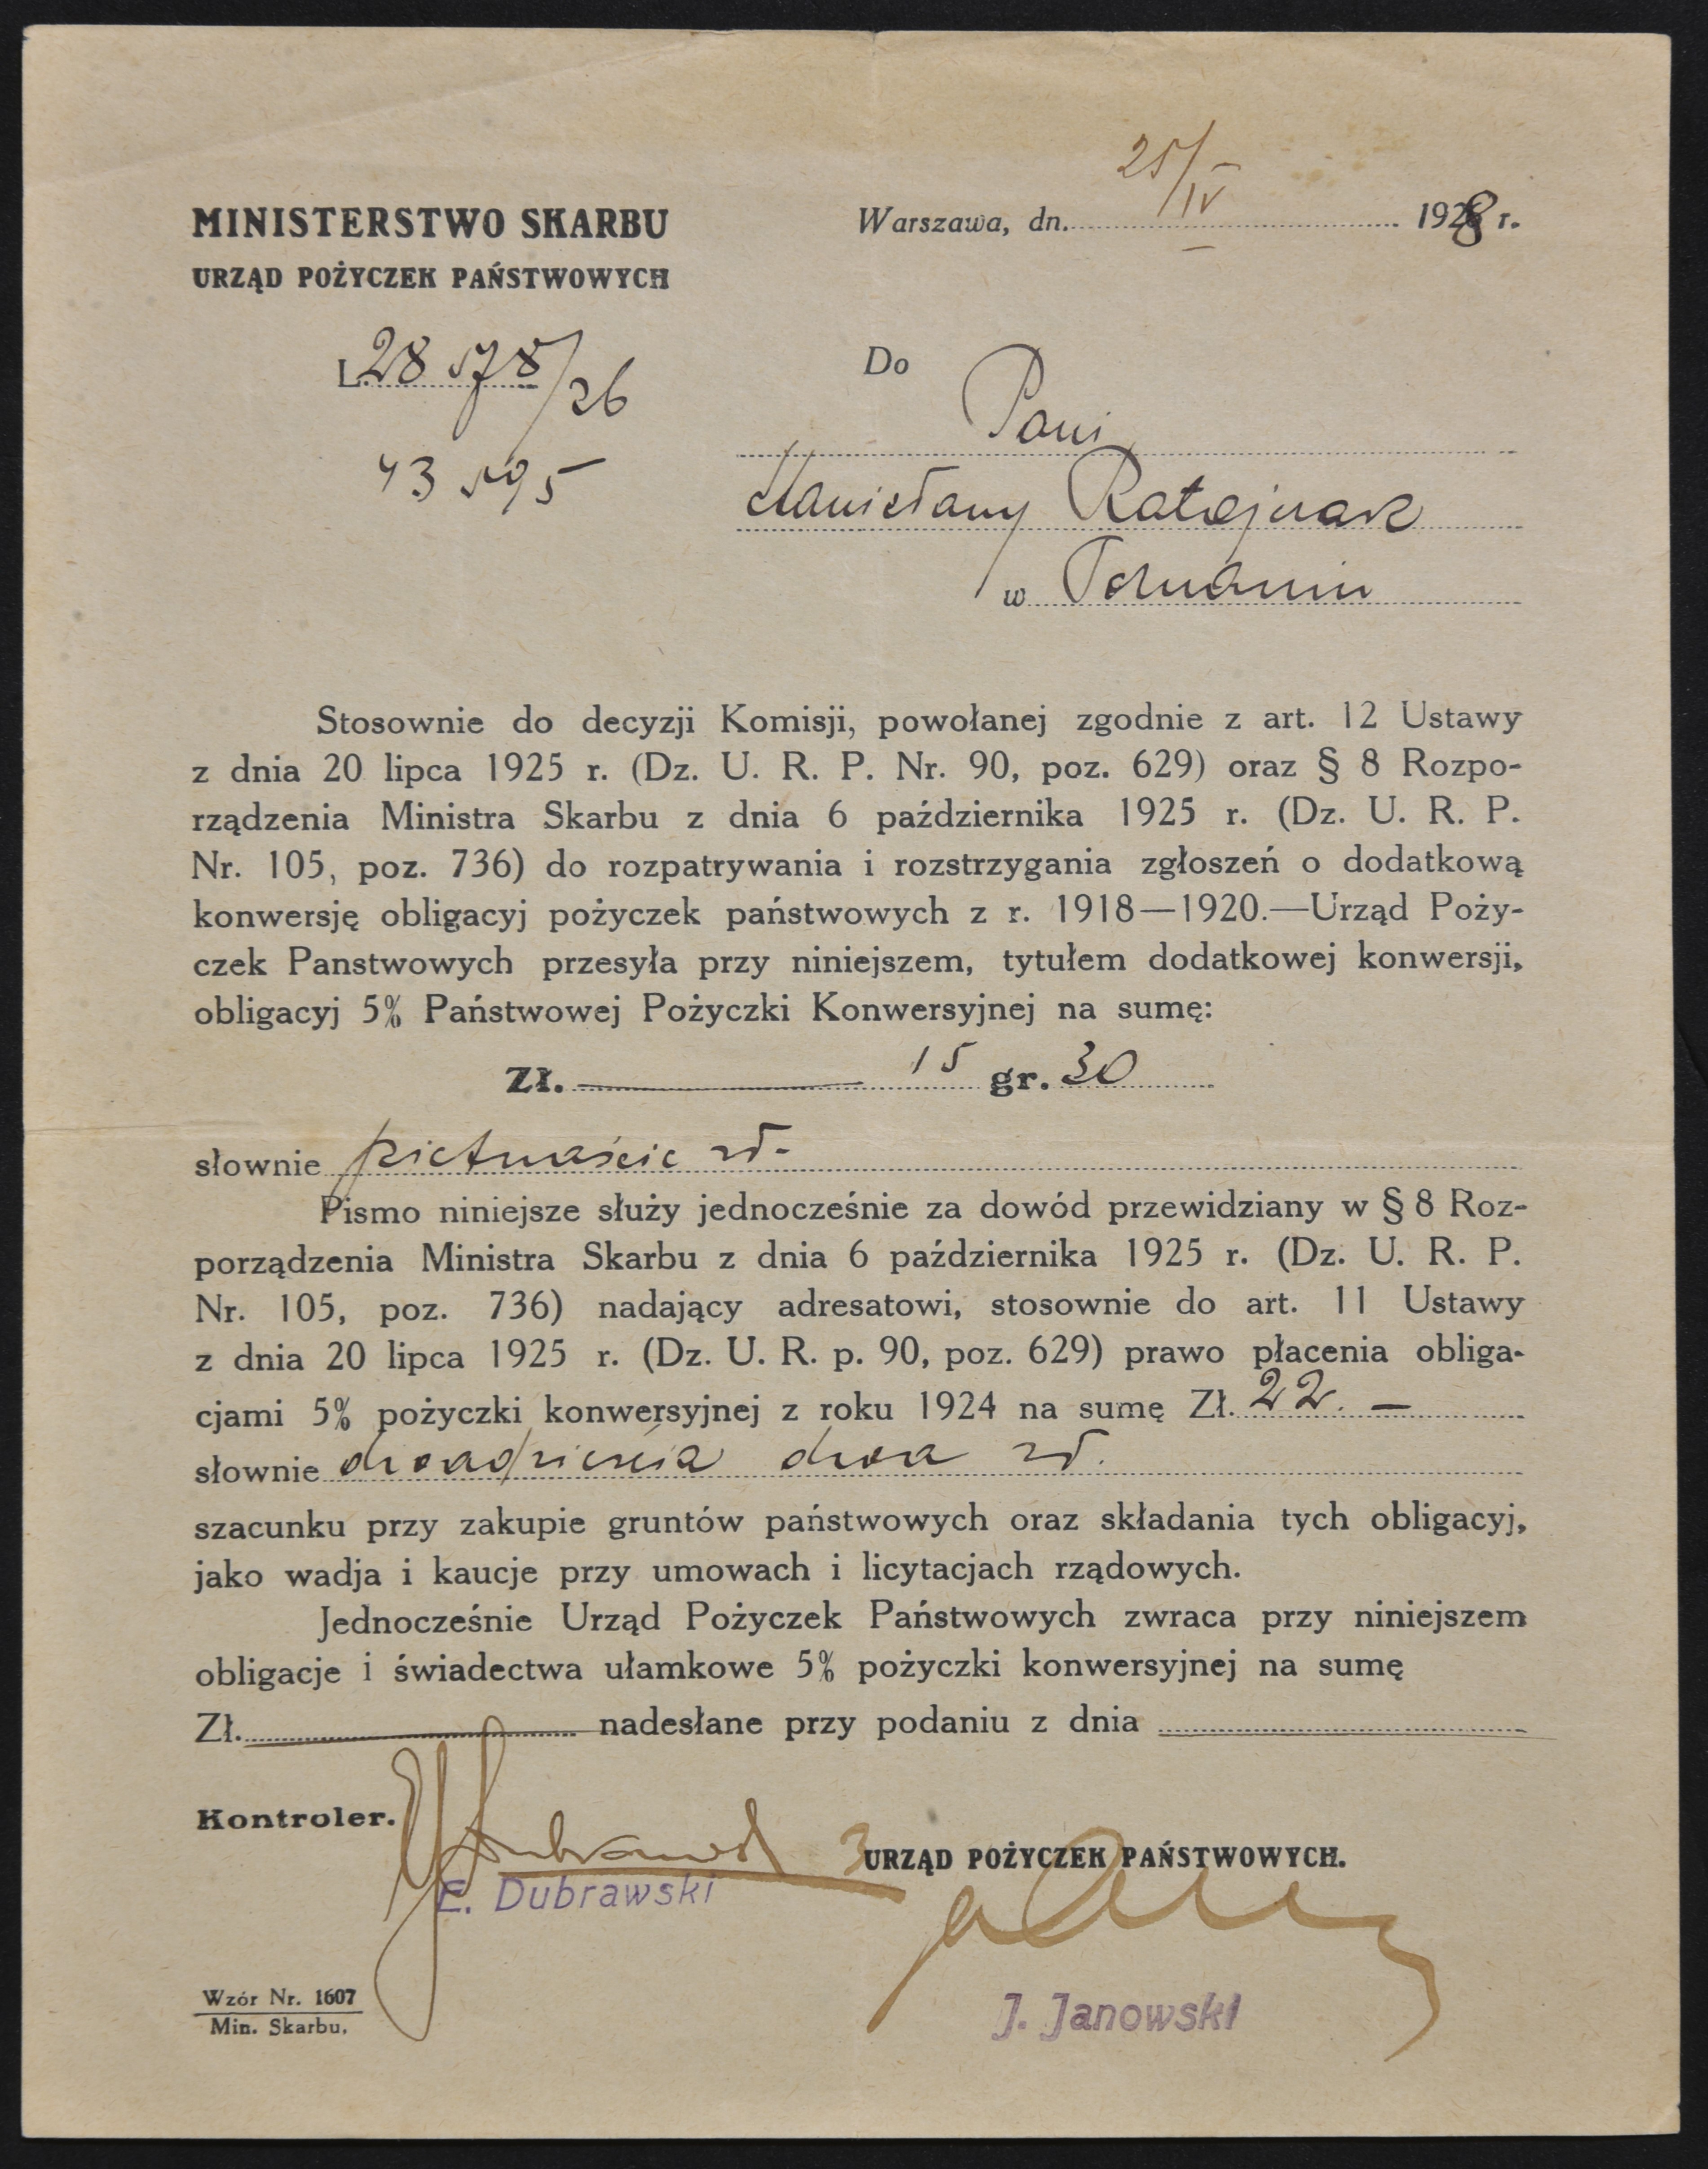 25/IV
MINISTERSTWO SKARBU
Warszawa, dn. 1928 r.
URZĄD POŻYCZEK PAŃSTWOWYCH
L. 28 578/26
Do
Pani
43 595
Stanisławy Ratajczak
w Poznaniu
Stosownie do decyzji Komisji, powołanej zgodnie z art. 12 Ustawy
z dnia 20 lipca 1925 r. (Dz. U. R. P. Nr. 90, poz. 629) oraz § 8 Rozpo-
rządzenia Ministra Skarbu z dnia 6 października 1925 r. (Dz. U. R. P.
Nr. 105, poz. 736) do rozpatrywania i rozstrzygania zgłoszeń o dodatkową
konwersję obligacyj pożyczek państwowych z r. 1918—1920.—Urząd Poży-
czek Panstwowych przesyła przy niniejszem, tytułem dodatkowej konwersji,
obligacyj 5% Państwowej Pożyczki Konwersyjnej na sumę:
Zł. 15 gr. 30
słownie piętnaście zł.
Pismo niniejsze służy jednocześnie za dowód przewidziany w § 8 Roz-
porządzenia Ministra Skarbu z dnia 6 października 1925 r. (Dz. U. R. P.
Nr. 105, poz. 736) nadający adresatowi, stosownie do art. 11 Ustawy
z dnia 20 lipca 1925 r. (Dz. U. R. p. 90, poz. 629) prawo płacenia obliga-
cjami 5% pożyczki konwersyjnej z roku 1924 na sumę Zł. 22. —
słownie dwadzieścia dwa zł.
szacunku przy zakupie gruntów państwowych oraz składania tych obligacyj,
jako wadja i kaucje przy umowach i licytacjach rządowych.
Jednocześnie Urząd Pożyczek Państwowych zwraca przy niniejszem
obligacje i świadectwa ułamkowe 5% pożyczki konwersyjnej na sumę
Zł. nadesłane przy podaniu z dnia
Kontroler.
URZĄD POŻYCZEK PAŃSTWOWYCH.
E. Dubrawski
J. Janowski
Wzór Nr. 1607
Min. Skarbu.